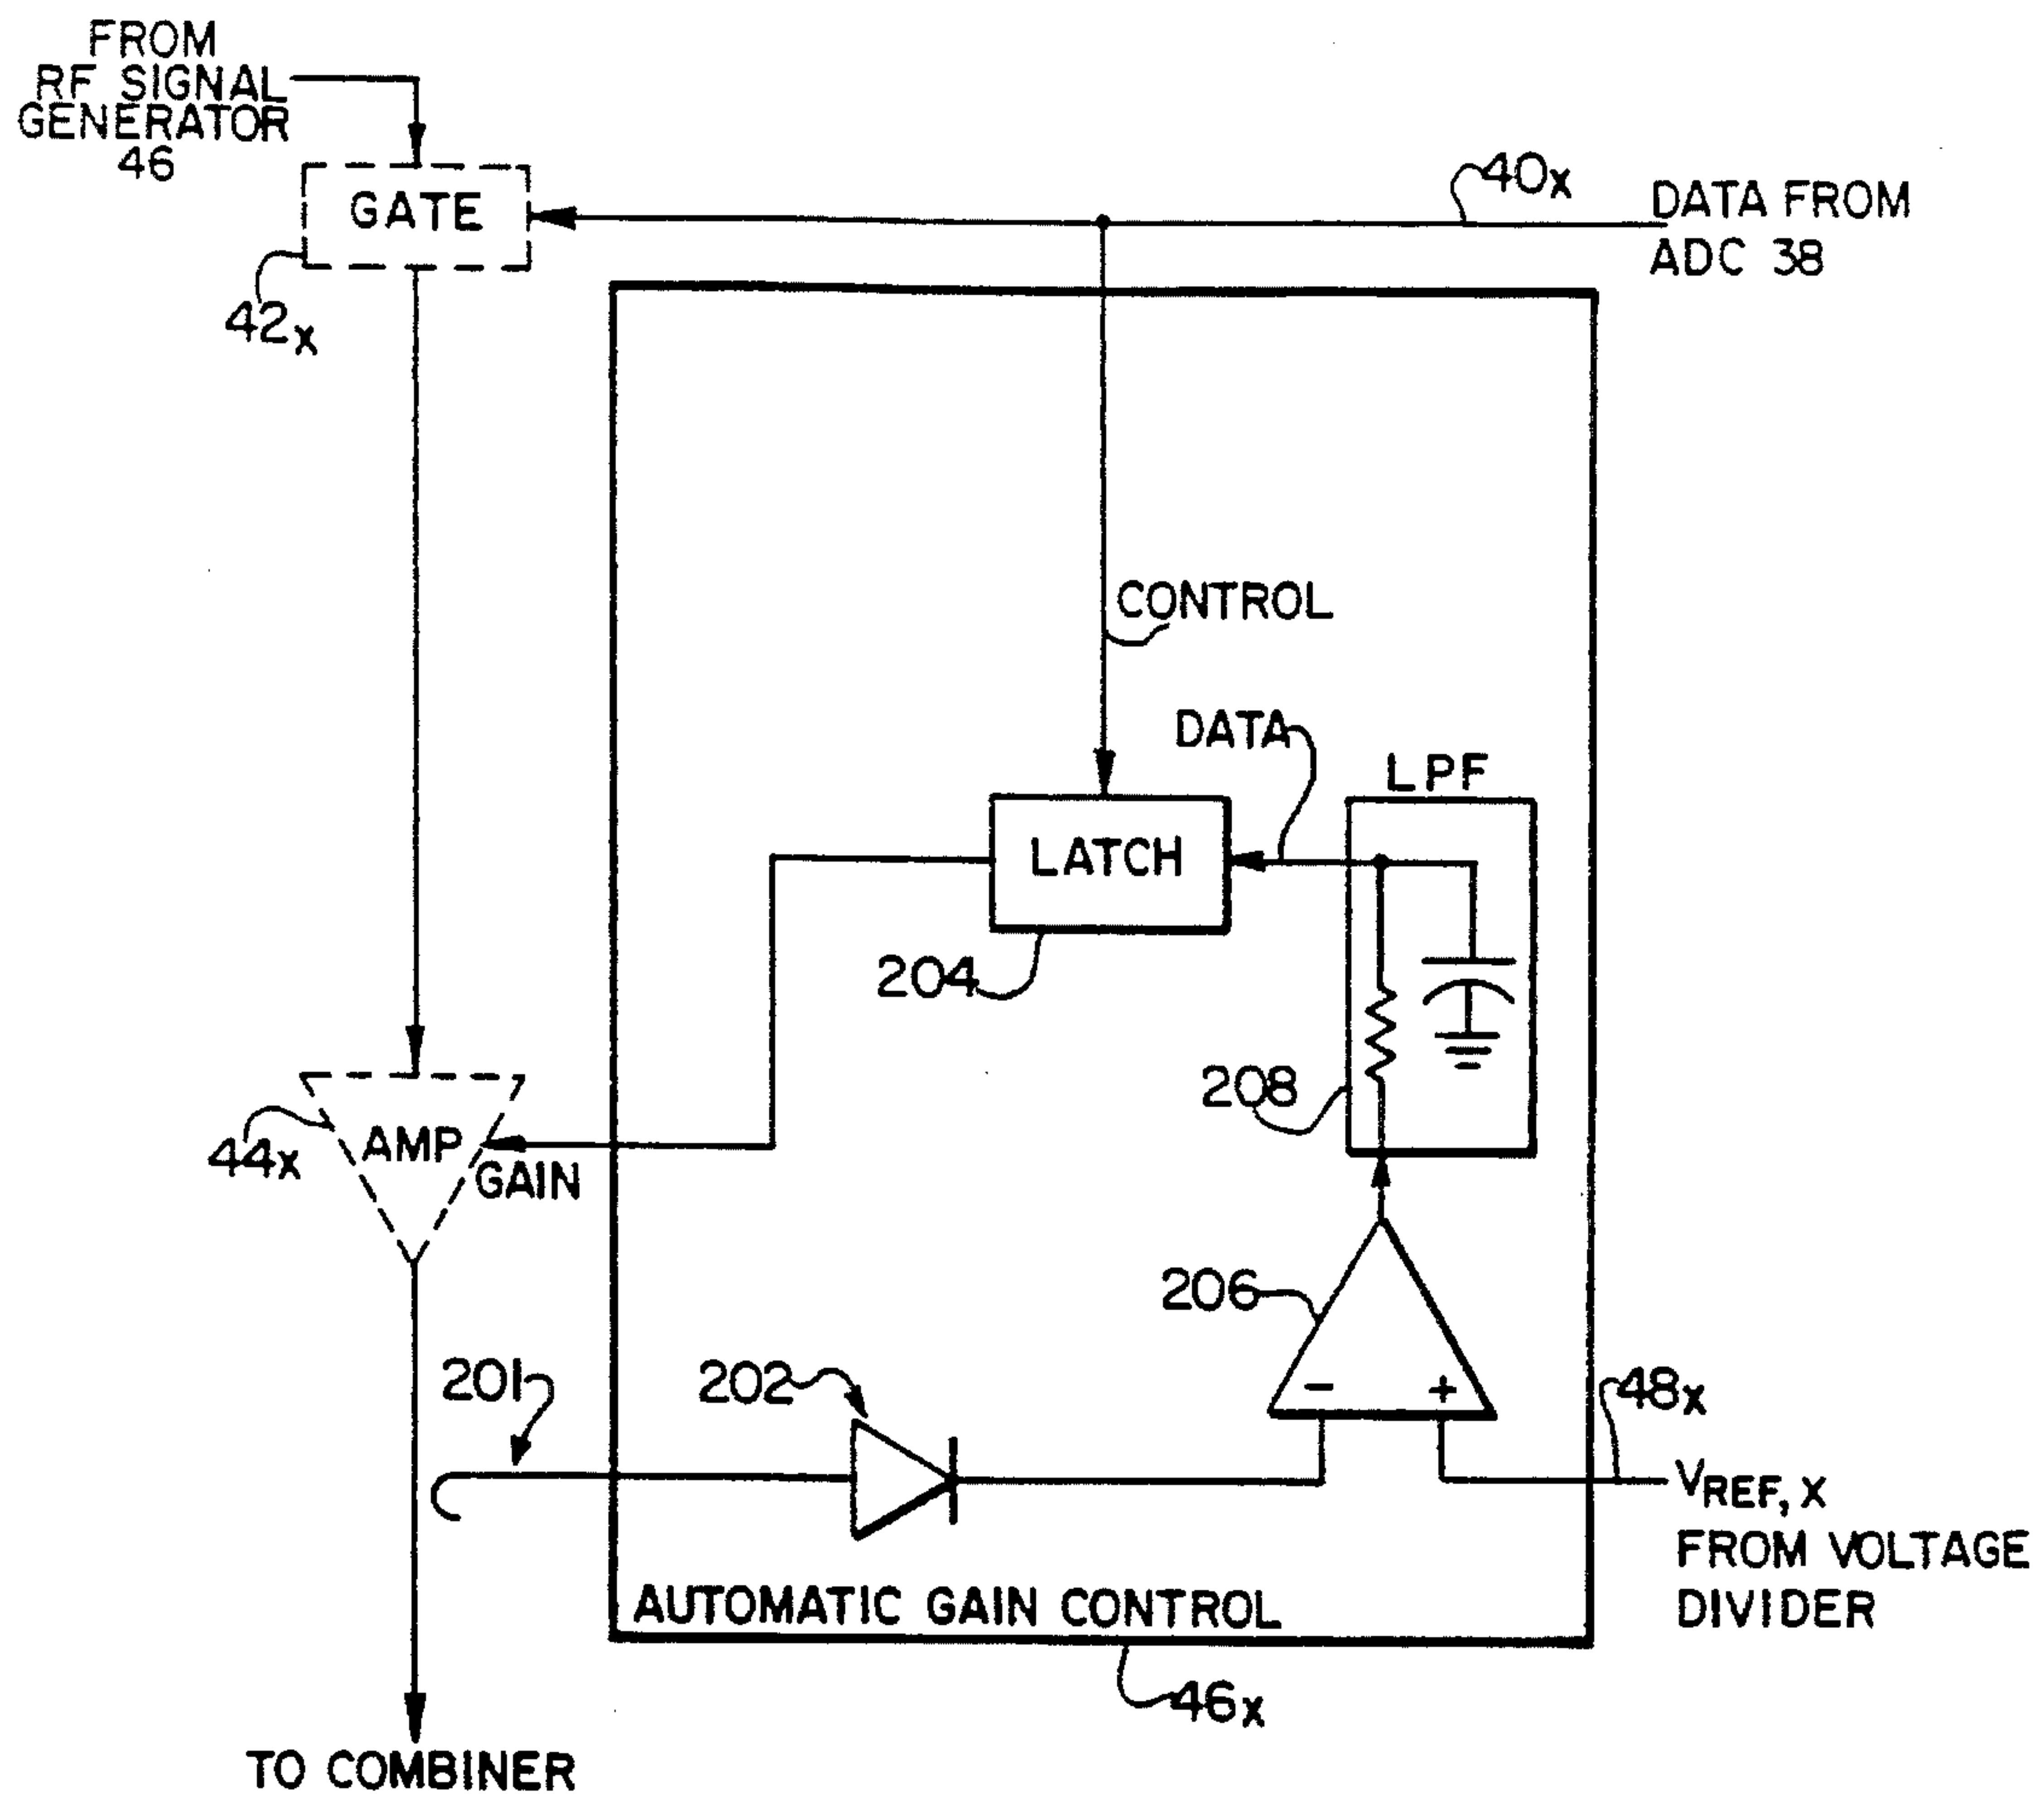 FROM
RF SIGNAL
GENERATOR
46
GATE
40x
DATA FROM
ADC 38
42x
CONTROL
DATA
LPF
LATCH
204
208
AMP
44x
GAIN
206
201
202
- +
48x
VREF, X
FROM VOLTAGE
DIVIDER
AUTOMATIC GAIN CONTROL
46x
TO COMBINER